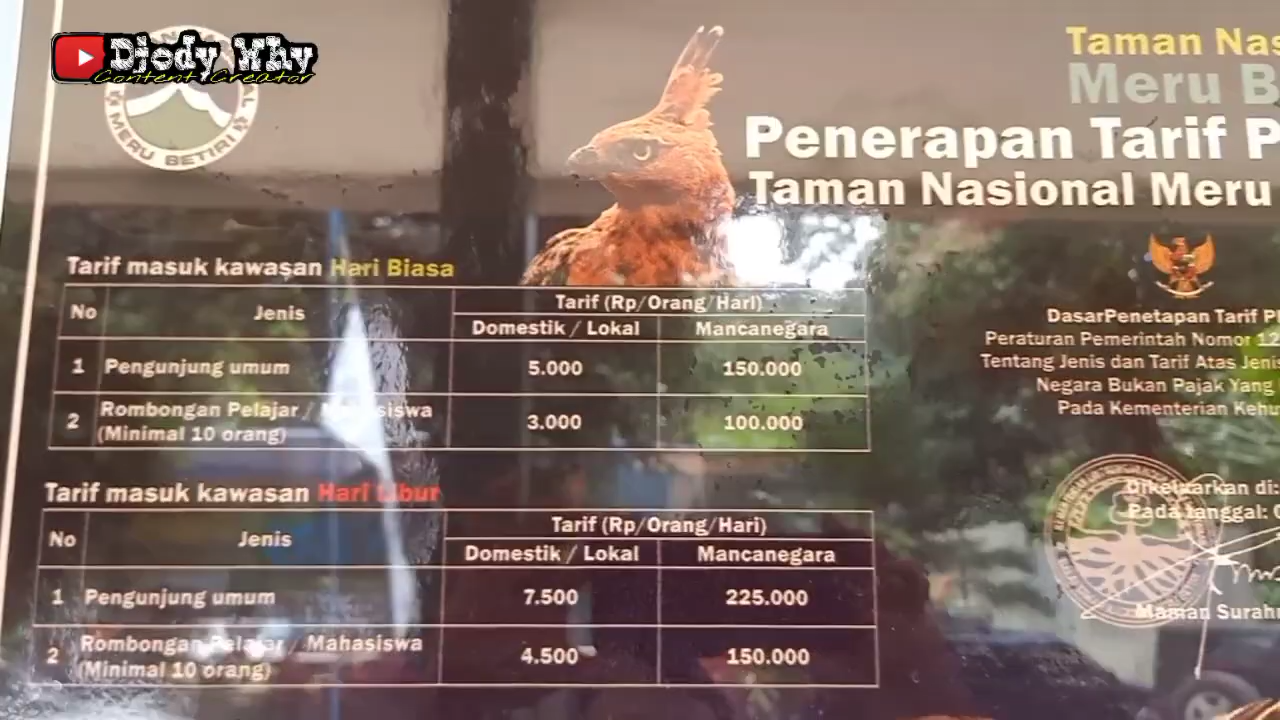 Djody Why
Content Creator
MERU BETIRI
Taman Nas
Meru B
Penerapan Tarif P
Taman Nasional Meru
Tarif masuk kawasan Hari Biasa
No Jenis Tarif (Rp/Orang/Hari)
Domestik / Lokal Mancanegara
1 Pengunjung umum 5.000 150.000
2 Rombongan Pelajar / Mahasiswa
(Minimal 10 orang) 3.000 100.000
Tarif masuk kawasan Hari Libur
No Jenis Tarif (Rp/Orang/Hari)
Domestik / Lokal Mancanegara
1 Pengunjung umum 7.500 225.000
2 Rombongan Pelajar / Mahasiswa
(Minimal 10 orang) 4.500 150.000
DasarPenetapan Tarif P
Peraturan Pemerintah Nomor 12
Tentang Jenis dan Tarif Atas Jenis
Negara Bukan Pajak Yang
Pada Kementerian Kehu
Dikeluarkan di:
Pada tanggal: 0
Maman Surah